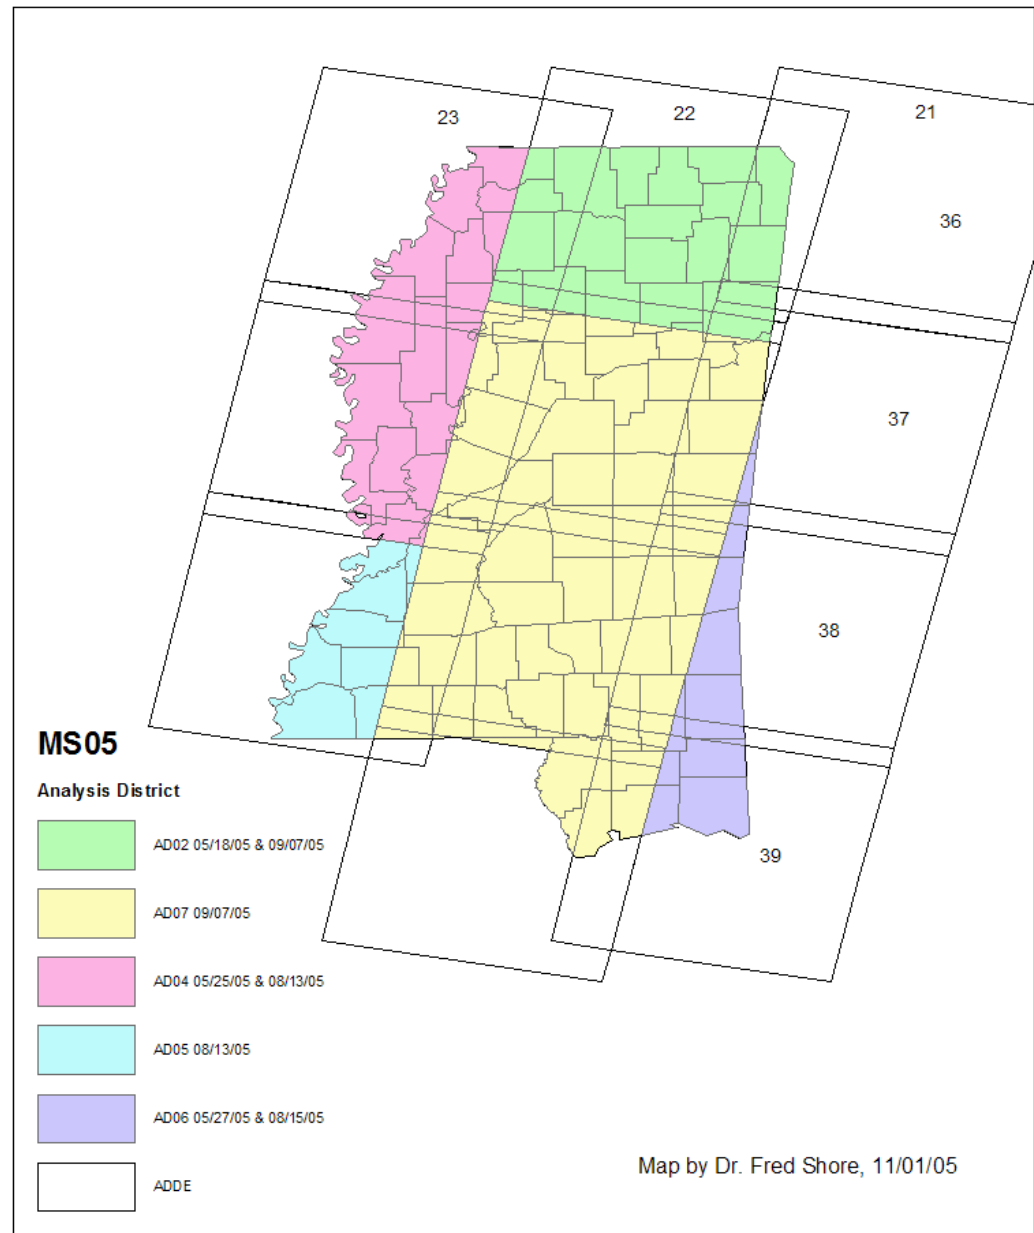 23
22
21
36
37
38
MS05
Analysis District
AD02 05/18/05 & 09/07/05
39
AD07 09/07/05
AD04 05/25/05 & 08/13/05
AD05 08/13/05
AD06 05/27/05 & 08/15/05
Map by Dr. Fred Shore, 11/01/05
ADDE